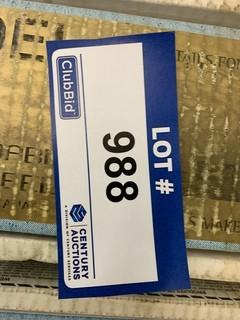 LOT #
988
ClubBid
CENTURY
AUCTIONS
A DIVISION OF CENTURY SERVICES